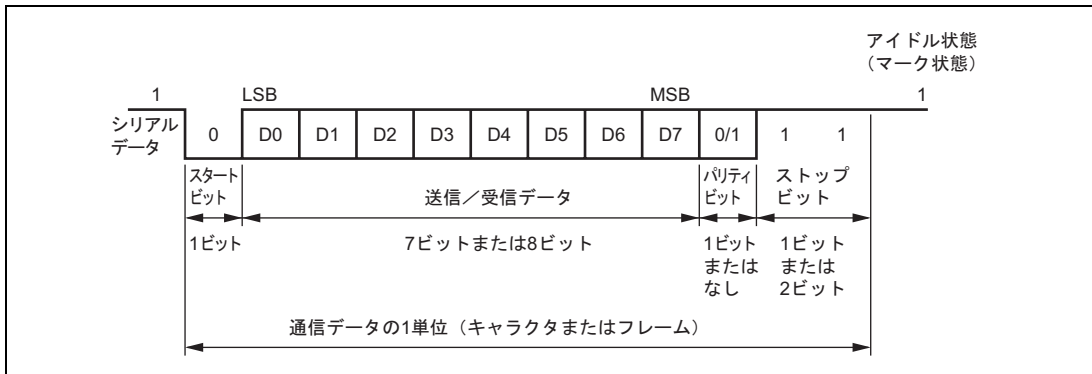 アイドル状態
（マーク状態）
1 LSB MSB 1
シリアル
データ
0 D0 D1 D2 D3 D4 D5 D6 D7 0/1 1 1
スタート
ビット
送信／受信データ
パリティ
ビット
ストップ
ビット
1ビット
7ビットまたは8ビット
1ビット
または
なし
1ビット
または
2ビット
通信データの1単位（キャラクタまたはフレーム）